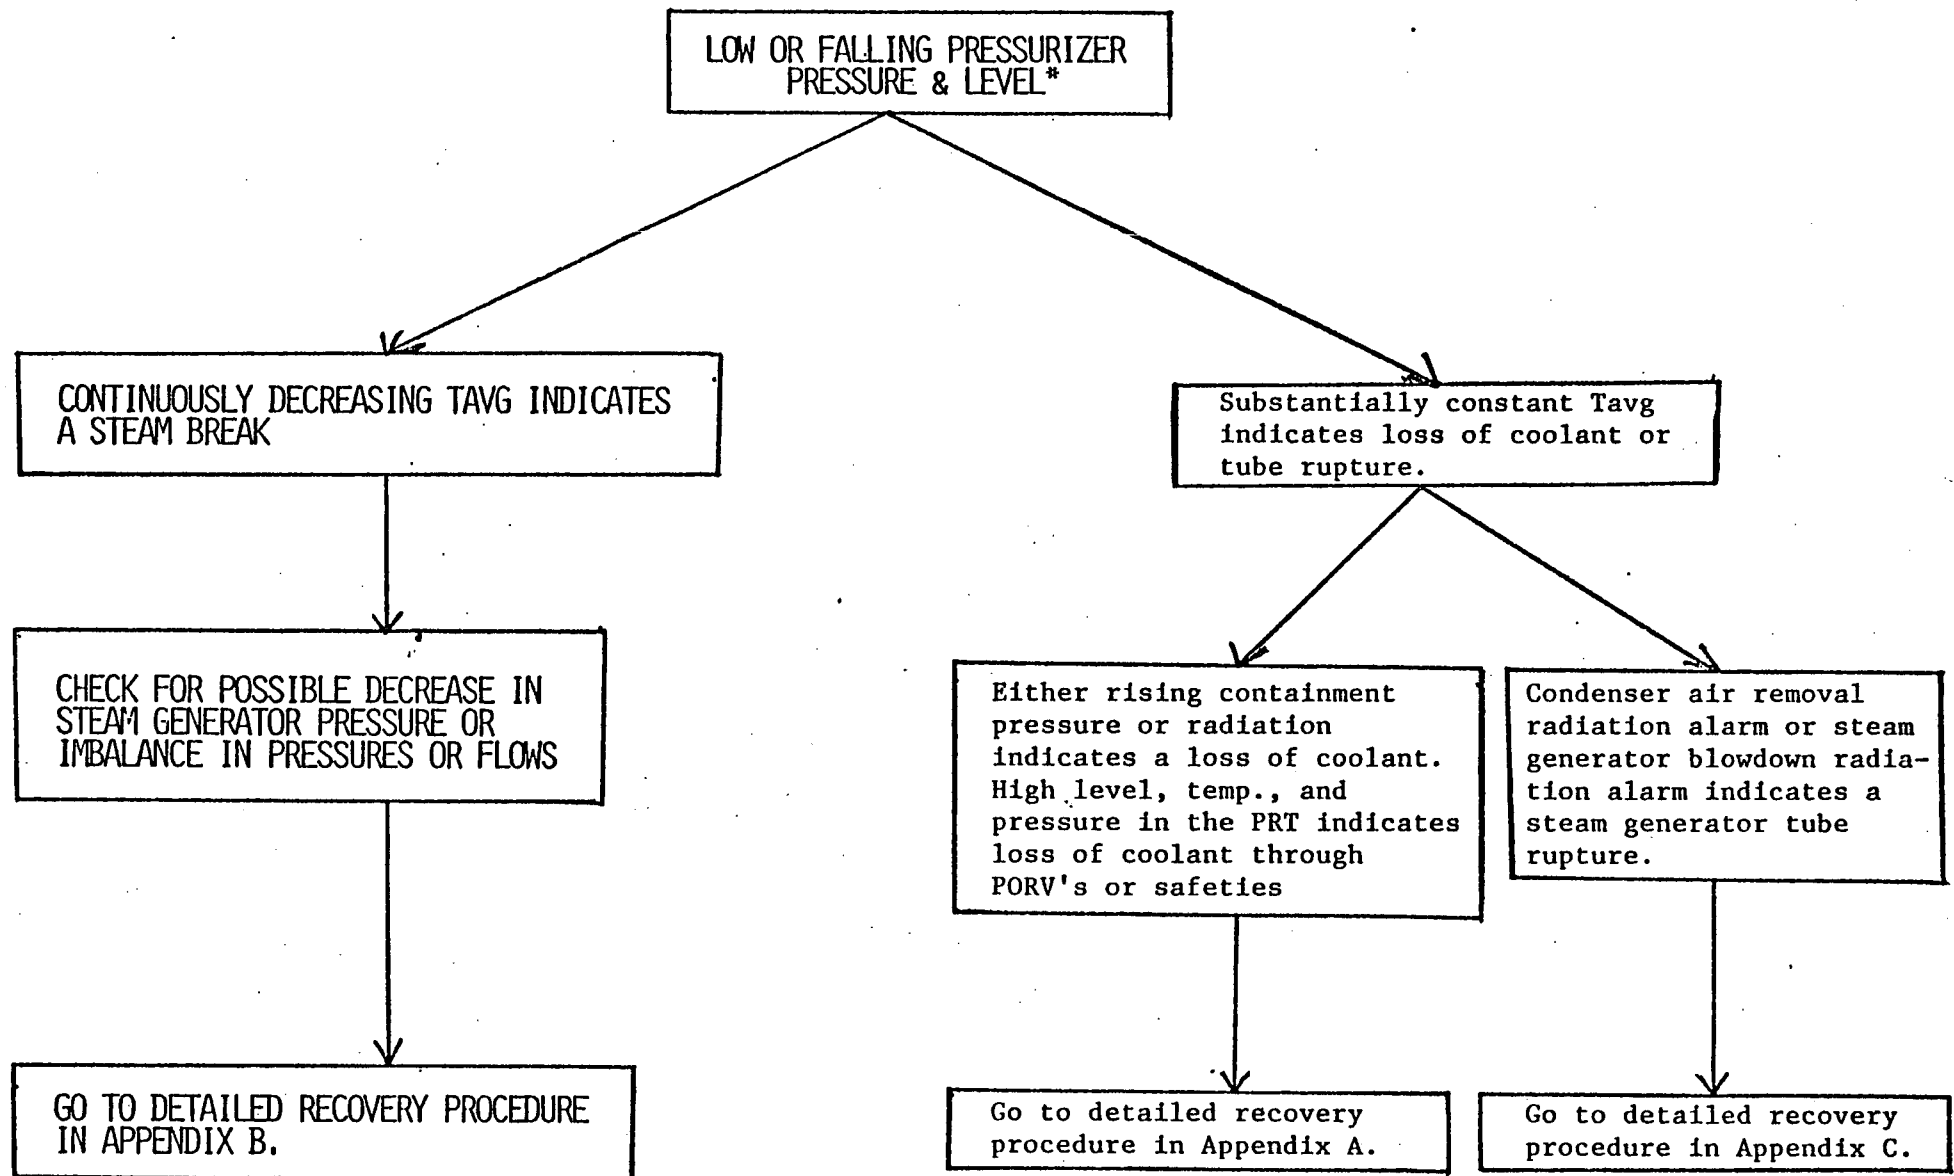 LOW OR FALLING PRESSURIZER
PRESSURE & LEVEL*
CONTINUOUSLY DECREASING TAVG INDICATES
A STEAM BREAK
Substantially constant Tavg
indicates loss of coolant or
tube rupture.
CHECK FOR POSSIBLE DECREASE IN
STEAM GENERATOR PRESSURE OR
IMBALANCE IN PRESSURES OR FLOWS
Either rising containment
pressure or radiation
indicates a loss of coolant.
High level, temp., and
pressure in the PRT indicates
loss of coolant through
PORV's or safeties
Condenser air removal
radiation alarm or steam
generator blowdown radia-
tion alarm indicates a
steam generator tube
rupture.
GO TO DETAILED RECOVERY PROCEDURE
IN APPENDIX B.
Go to detailed recovery
procedure in Appendix A.
Go to detailed recovery
procedure in Appendix C.